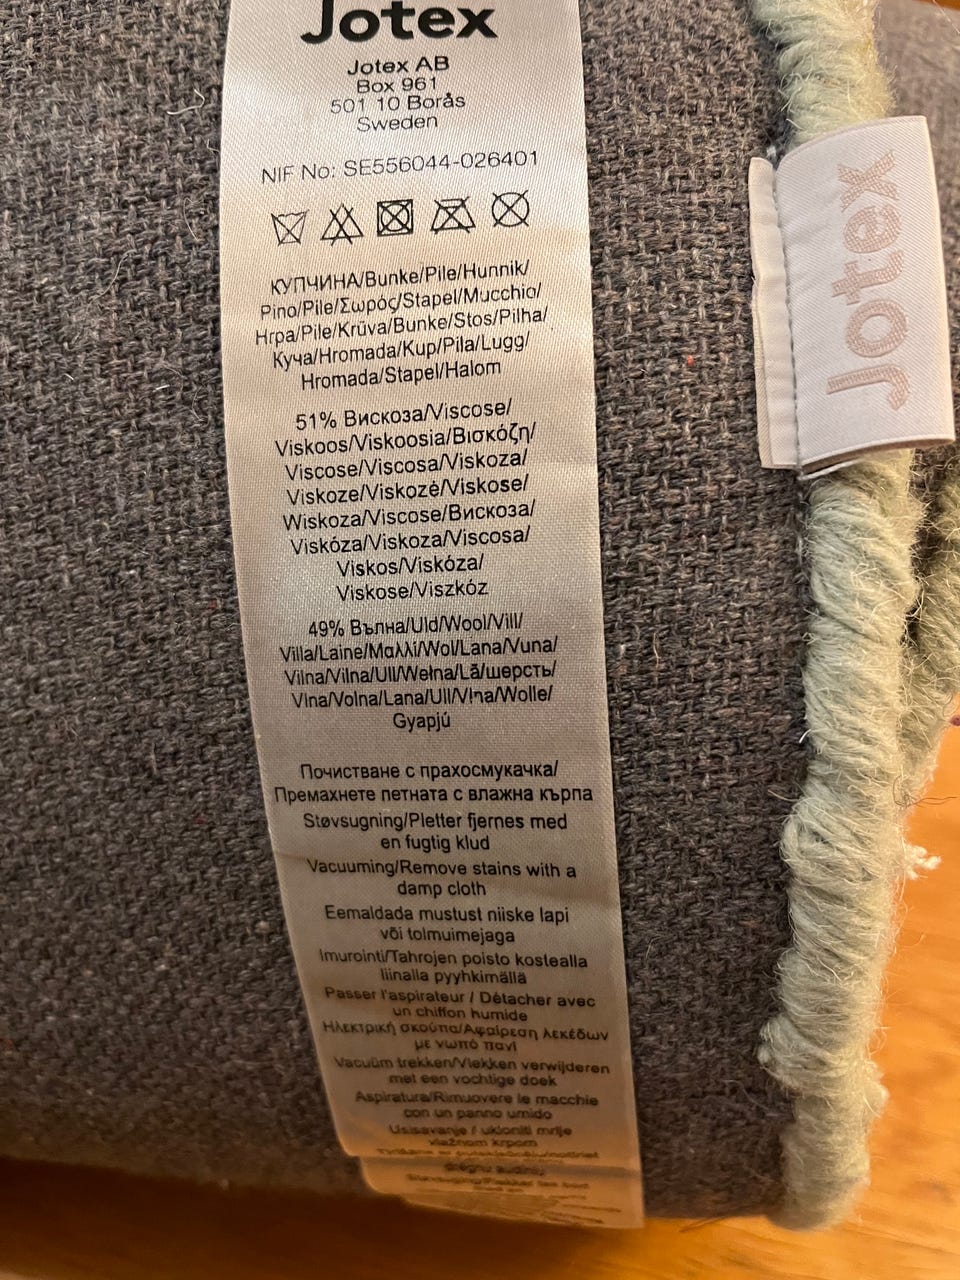 Jotex
Jotex AB
Box 961
501 10 Borås
Sweden
NIF No: SE556044-026401
КУПЧИНА/Bunke/Pile/Hunnik/
Pino/Pile/Σωρός/Stapel/Mucchio/
Hrpa/Pile/Krūva/Bunke/Stos/Pilha/
Куча/Hromada/Kup/Pila/Lugg/
Hromada/Stapel/Halom
51% Вискоза/Viscose/
Viskoos/Viskoosia/Βισκόζη/
Viscose/Viscosa/Viskoza/
Viskoze/Viskozė/Viskose/
Wiskoza/Viscose/Вискоза/
Viskóza/Viskoza/Viscosa/
Viskos/Viskóza/
Viskose/Viszkóz
49% Вълна/Uld/Wool/Vill/
Villa/Laine/Μαλλί/Wol/Lana/Vuna/
Vilna/Vilna/Ull/Wełna/Lã/шерсть/
Vlna/Volna/Lana/Ull/Vlna/Wolle/
Gyapjú
Почистване с прахосмукачка/
Премахнете петната с влажна кърпа
Støvsugning/Pletter fjernes med
en fugtig klud
Vacuuming/Remove stains with a
damp cloth
Eemaldada mustust niiske lapi
või tolmuimejaga
Imurointi/Tahrojen poisto kostealla
liinalla pyyhkimällä
Passer l'aspirateur / Détacher avec
un chiffon humide
Ηλεκτρική σκούπα/Αφαίρεση λεκέδων
με νωπό πανί
Vacuüm trekken/Vlekken verwijderen
met een vochtige doek
Aspiratura/Rimuovere le macchie
con un panno umido
Usisavanje / ukloniti mrlje
vlažnom krpom
Jotex